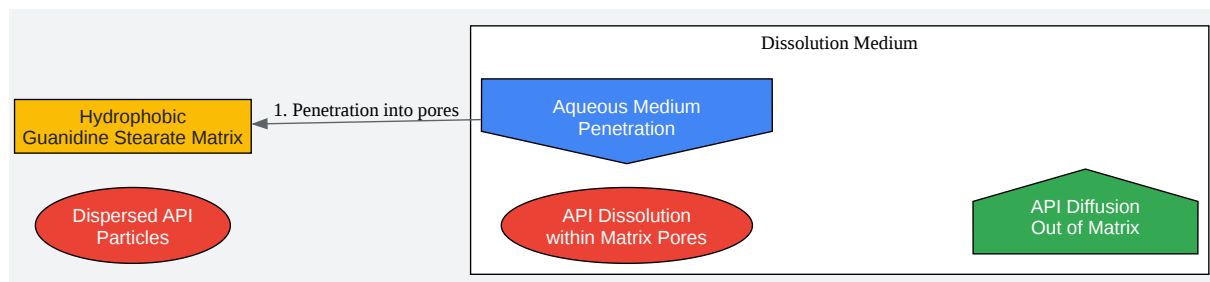 Dissolution Medium
1. Penetration into pores
Hydrophobic
Guanidine Stearate Matrix
Aqueous Medium
Penetration
Dispersed API
Particles
API Dissolution
within Matrix Pores
API Diffusion
Out of Matrix